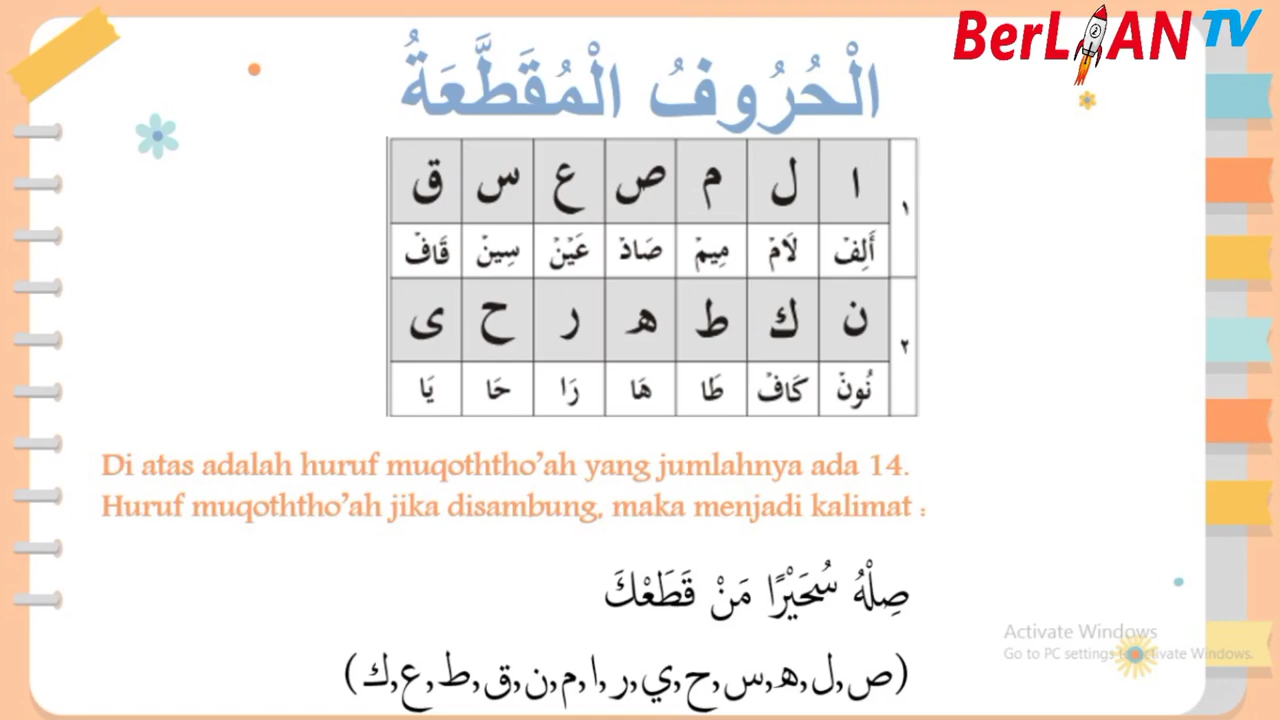 BerLIAN TV
الْحُرُوفُ الْمُقَطَّعَةُ
١ ا ل م ص ع س ق
أَلِفْ لَامْ مِيمْ صَادْ عَيْنْ سِينْ قَافْ
٢ ن ك ط ه ر ح ى
نُونْ كَافْ طَا هَا رَا حَا يَا
Di atas adalah huruf muqoththo'ah yang jumlahnya ada 14.
Huruf muqoththo'ah jika disambung, maka menjadi kalimat :
صِلْهُ سُحَيْرًا مَنْ قَطَعْكَ
(ص,ل,ه,س,ح,ي,ر,ا,م,ن,ق,ط,ع,ك)
Activate Windows
Go to PC settings to activate Windows.